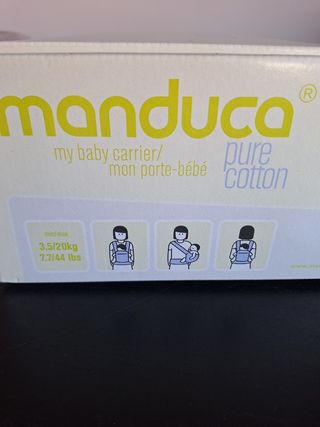 manduca®
my baby carrier/
mon porte-bébé
pure
cotton
3,5/20kg
7.7/44 lbs